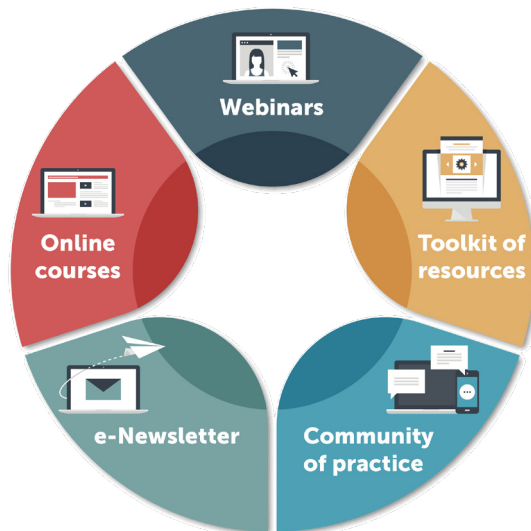 Webinars
Toolkit of
resources
Community
of practice
e-Newsletter
Online
courses